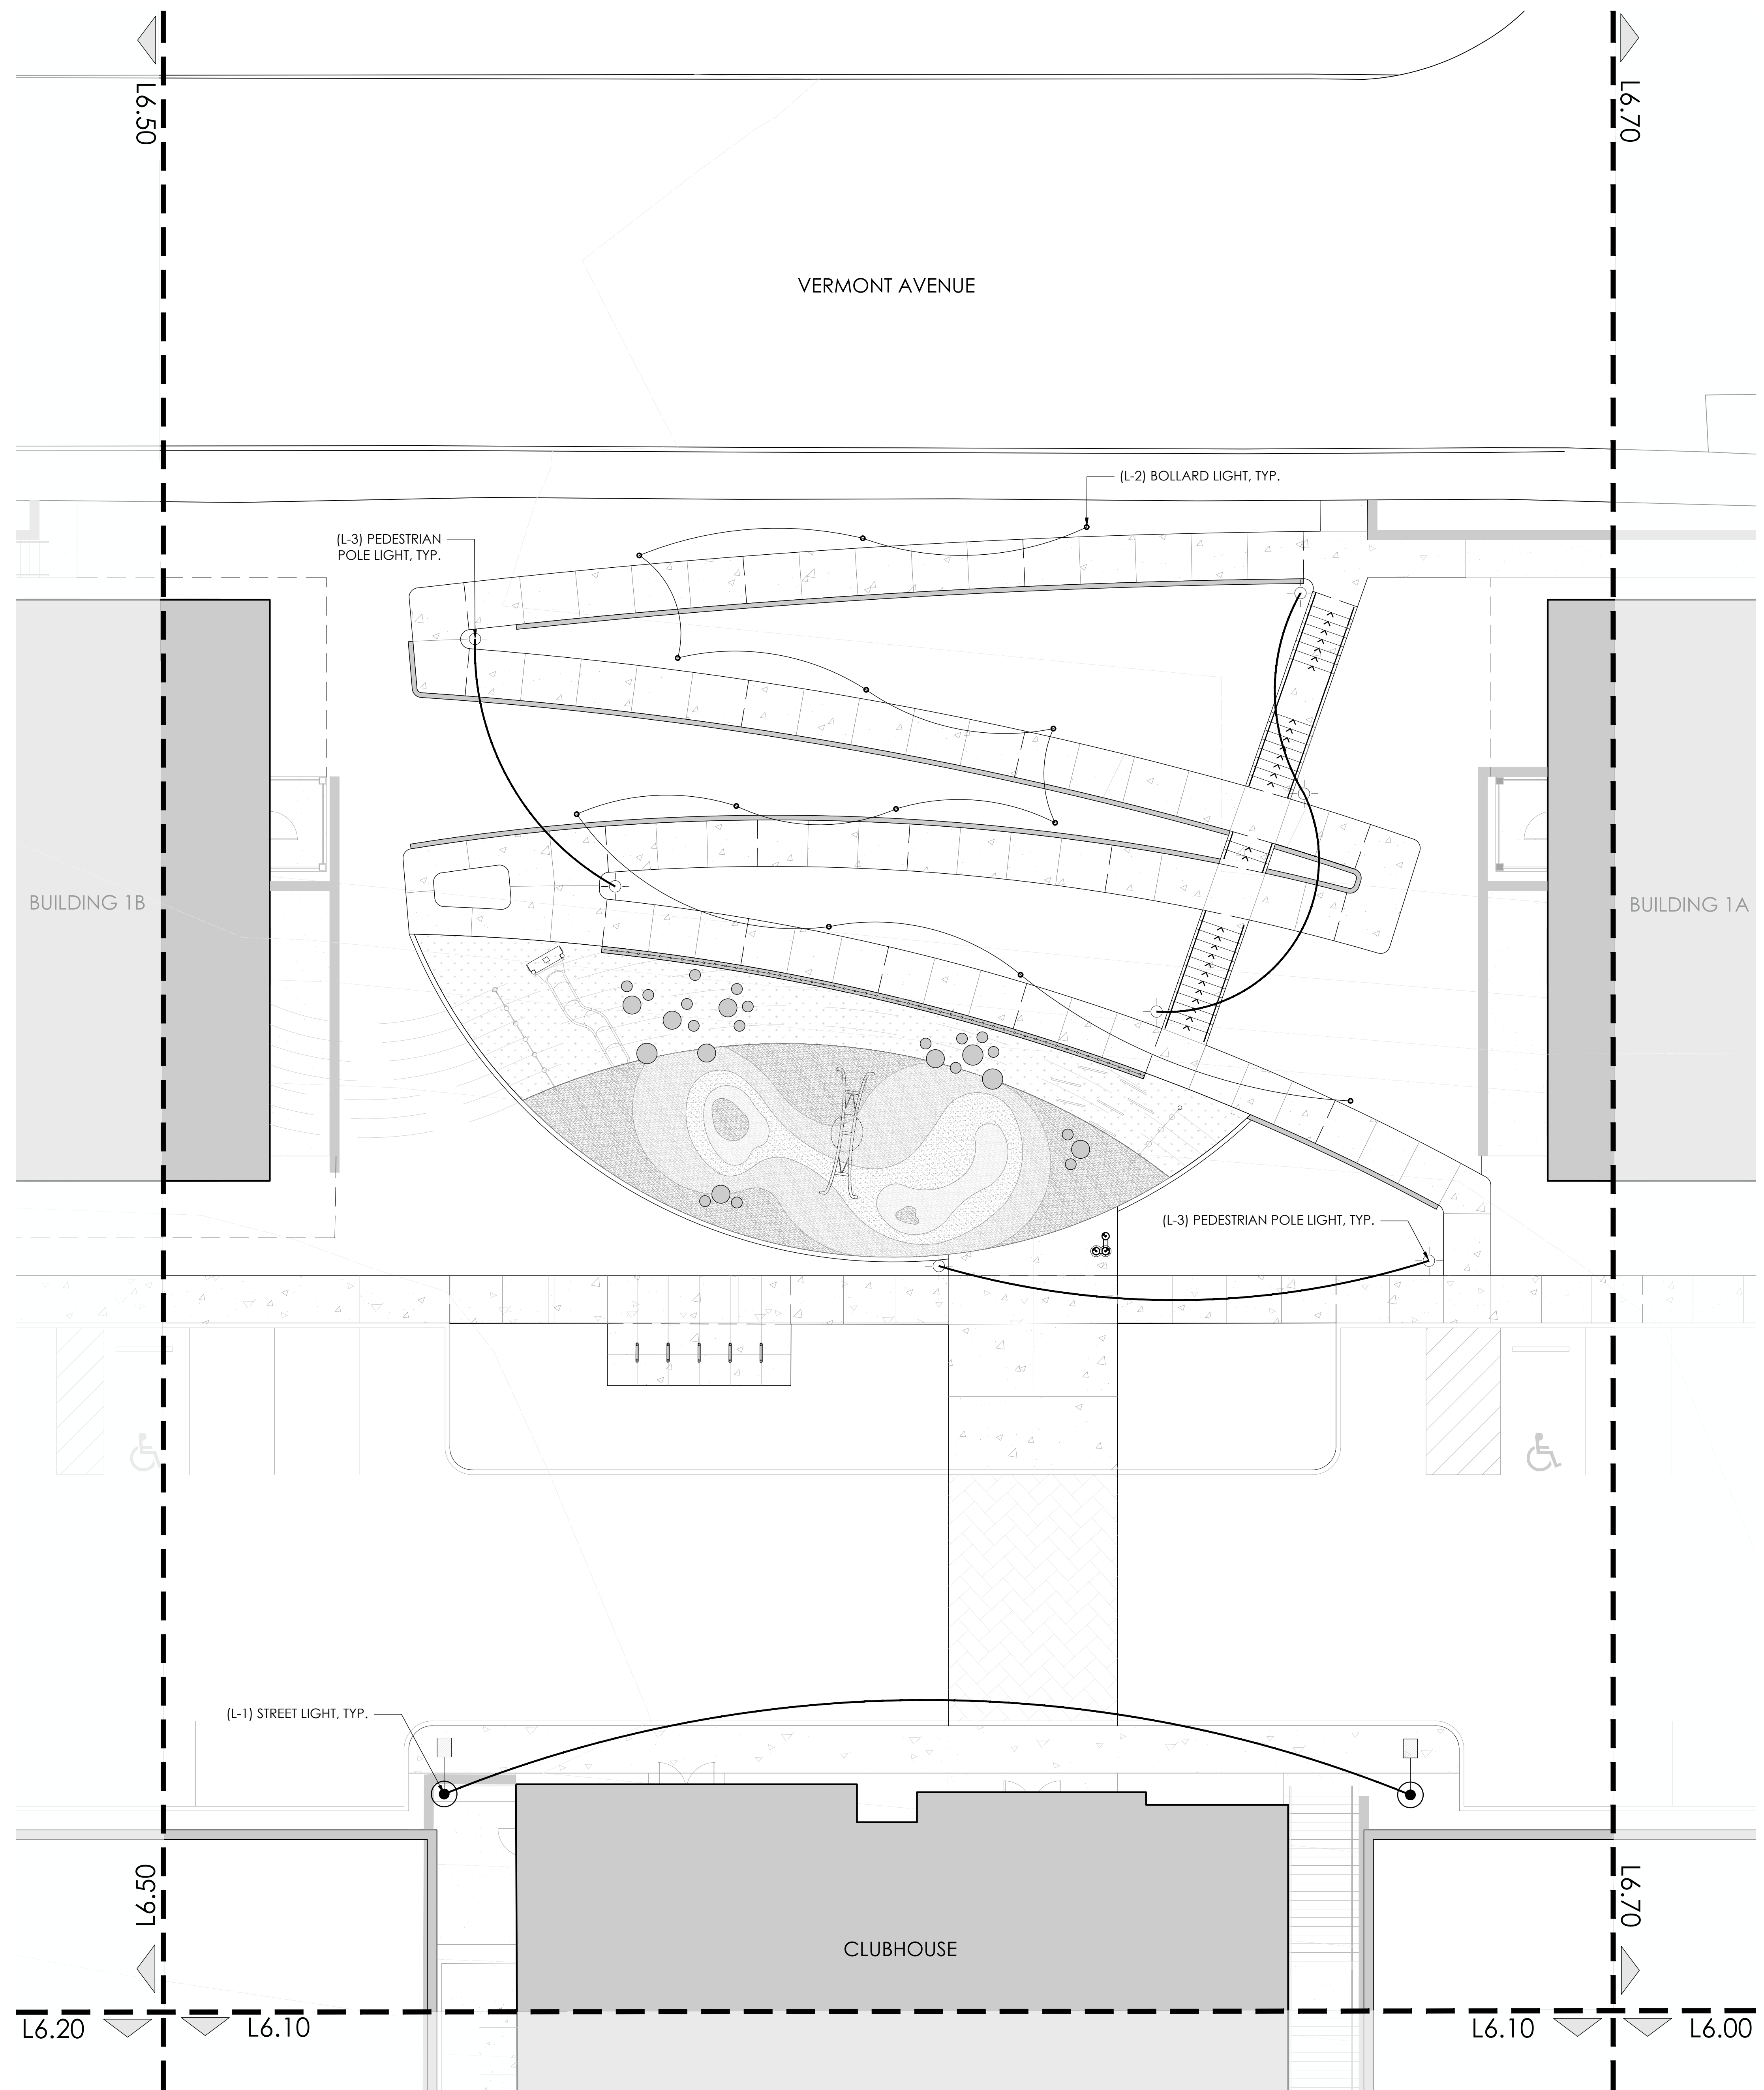 L6.50
L6.70
VERMONT AVENUE
(L-2) BOLLARD LIGHT, TYP.
(L-3) PEDESTRIAN
POLE LIGHT, TYP.
BUILDING 1B
BUILDING 1A
(L-3) PEDESTRIAN POLE LIGHT, TYP.
(L-1) STREET LIGHT, TYP.
L6.50
L6.70
CLUBHOUSE
L6.20
L6.10
L6.10
L6.00